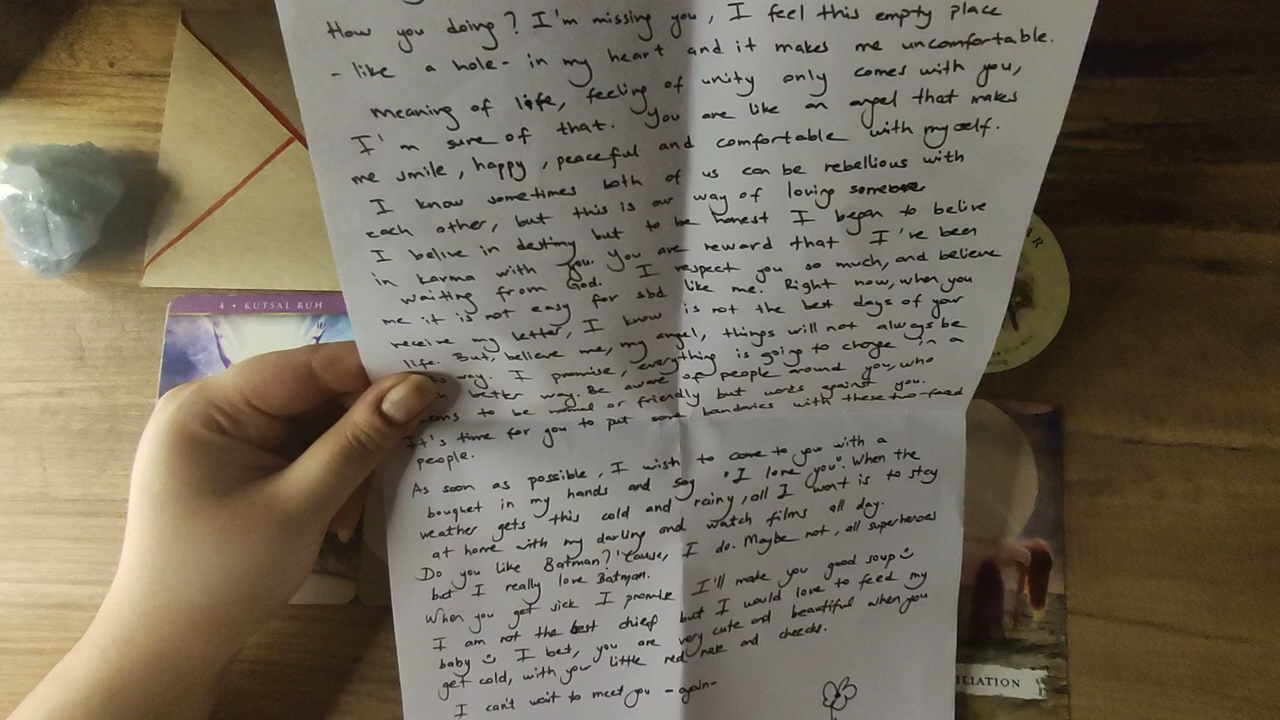 How you doing? I'm missing you, I feel this empty place
- like a hole - in my heart and it makes me uncomfortable.
meaning of life, feeling of unity only comes with you,
I'm sure of that. You are like an angel that makes
me smile, happy, peaceful and comfortable with myself.
I know sometimes both of us can be rebellious with
each other, but this is our way of loving
I belive in destiny but to be honest I began to belive
in karma with you. You are reward that I've been
waiting from God. I respect you so much, and believe
me it is not easy for sbd like me. Right now, when you
receive my letter, I know is not the best days of your
life. But, believe me, my angel, things will not always be
way. I promise, everything is going to change in a
better way. Be aware of people around you, who
to be normal or friendly but works against you.
It's time for you to put some bondaries with these two-faed
people.
As soon as possible, I wish to come to you with a
bouquet in my hands and say "I love you". When the
weather gets this cold and rainy, all I want is to stay
at home with my darling and watch films all day.
Do you like Batman? 'Cause, I do. Maybe not, all superheroes
but I really love Batman.
When you get sick I promise I'll make you good soup
I am not the best chief but I would love to feed my
baby I bet, you are very cute and beautiful when you
get cold, with your little red nose and cheeks.
I can't wait to meet you -again-
4 • KUTSAL RUH
AR
ILIATION